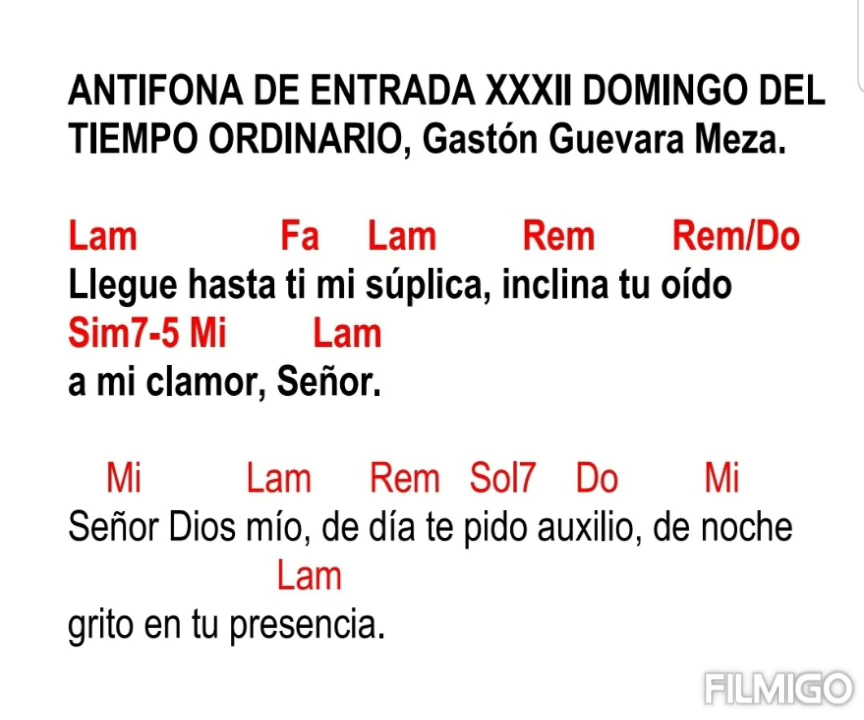 ANTIFONA DE ENTRADA XXXII DOMINGO DEL
TIEMPO ORDINARIO, Gastón Guevara Meza.
Lam Fa Lam Rem Rem/Do
Llegue hasta ti mi súplica, inclina tu oído
Sim7-5 Mi Lam
a mi clamor, Señor.
Mi Lam Rem Sol7 Do Mi
Señor Dios mío, de día te pido auxilio, de noche
Lam
grito en tu presencia.
FILMIGO